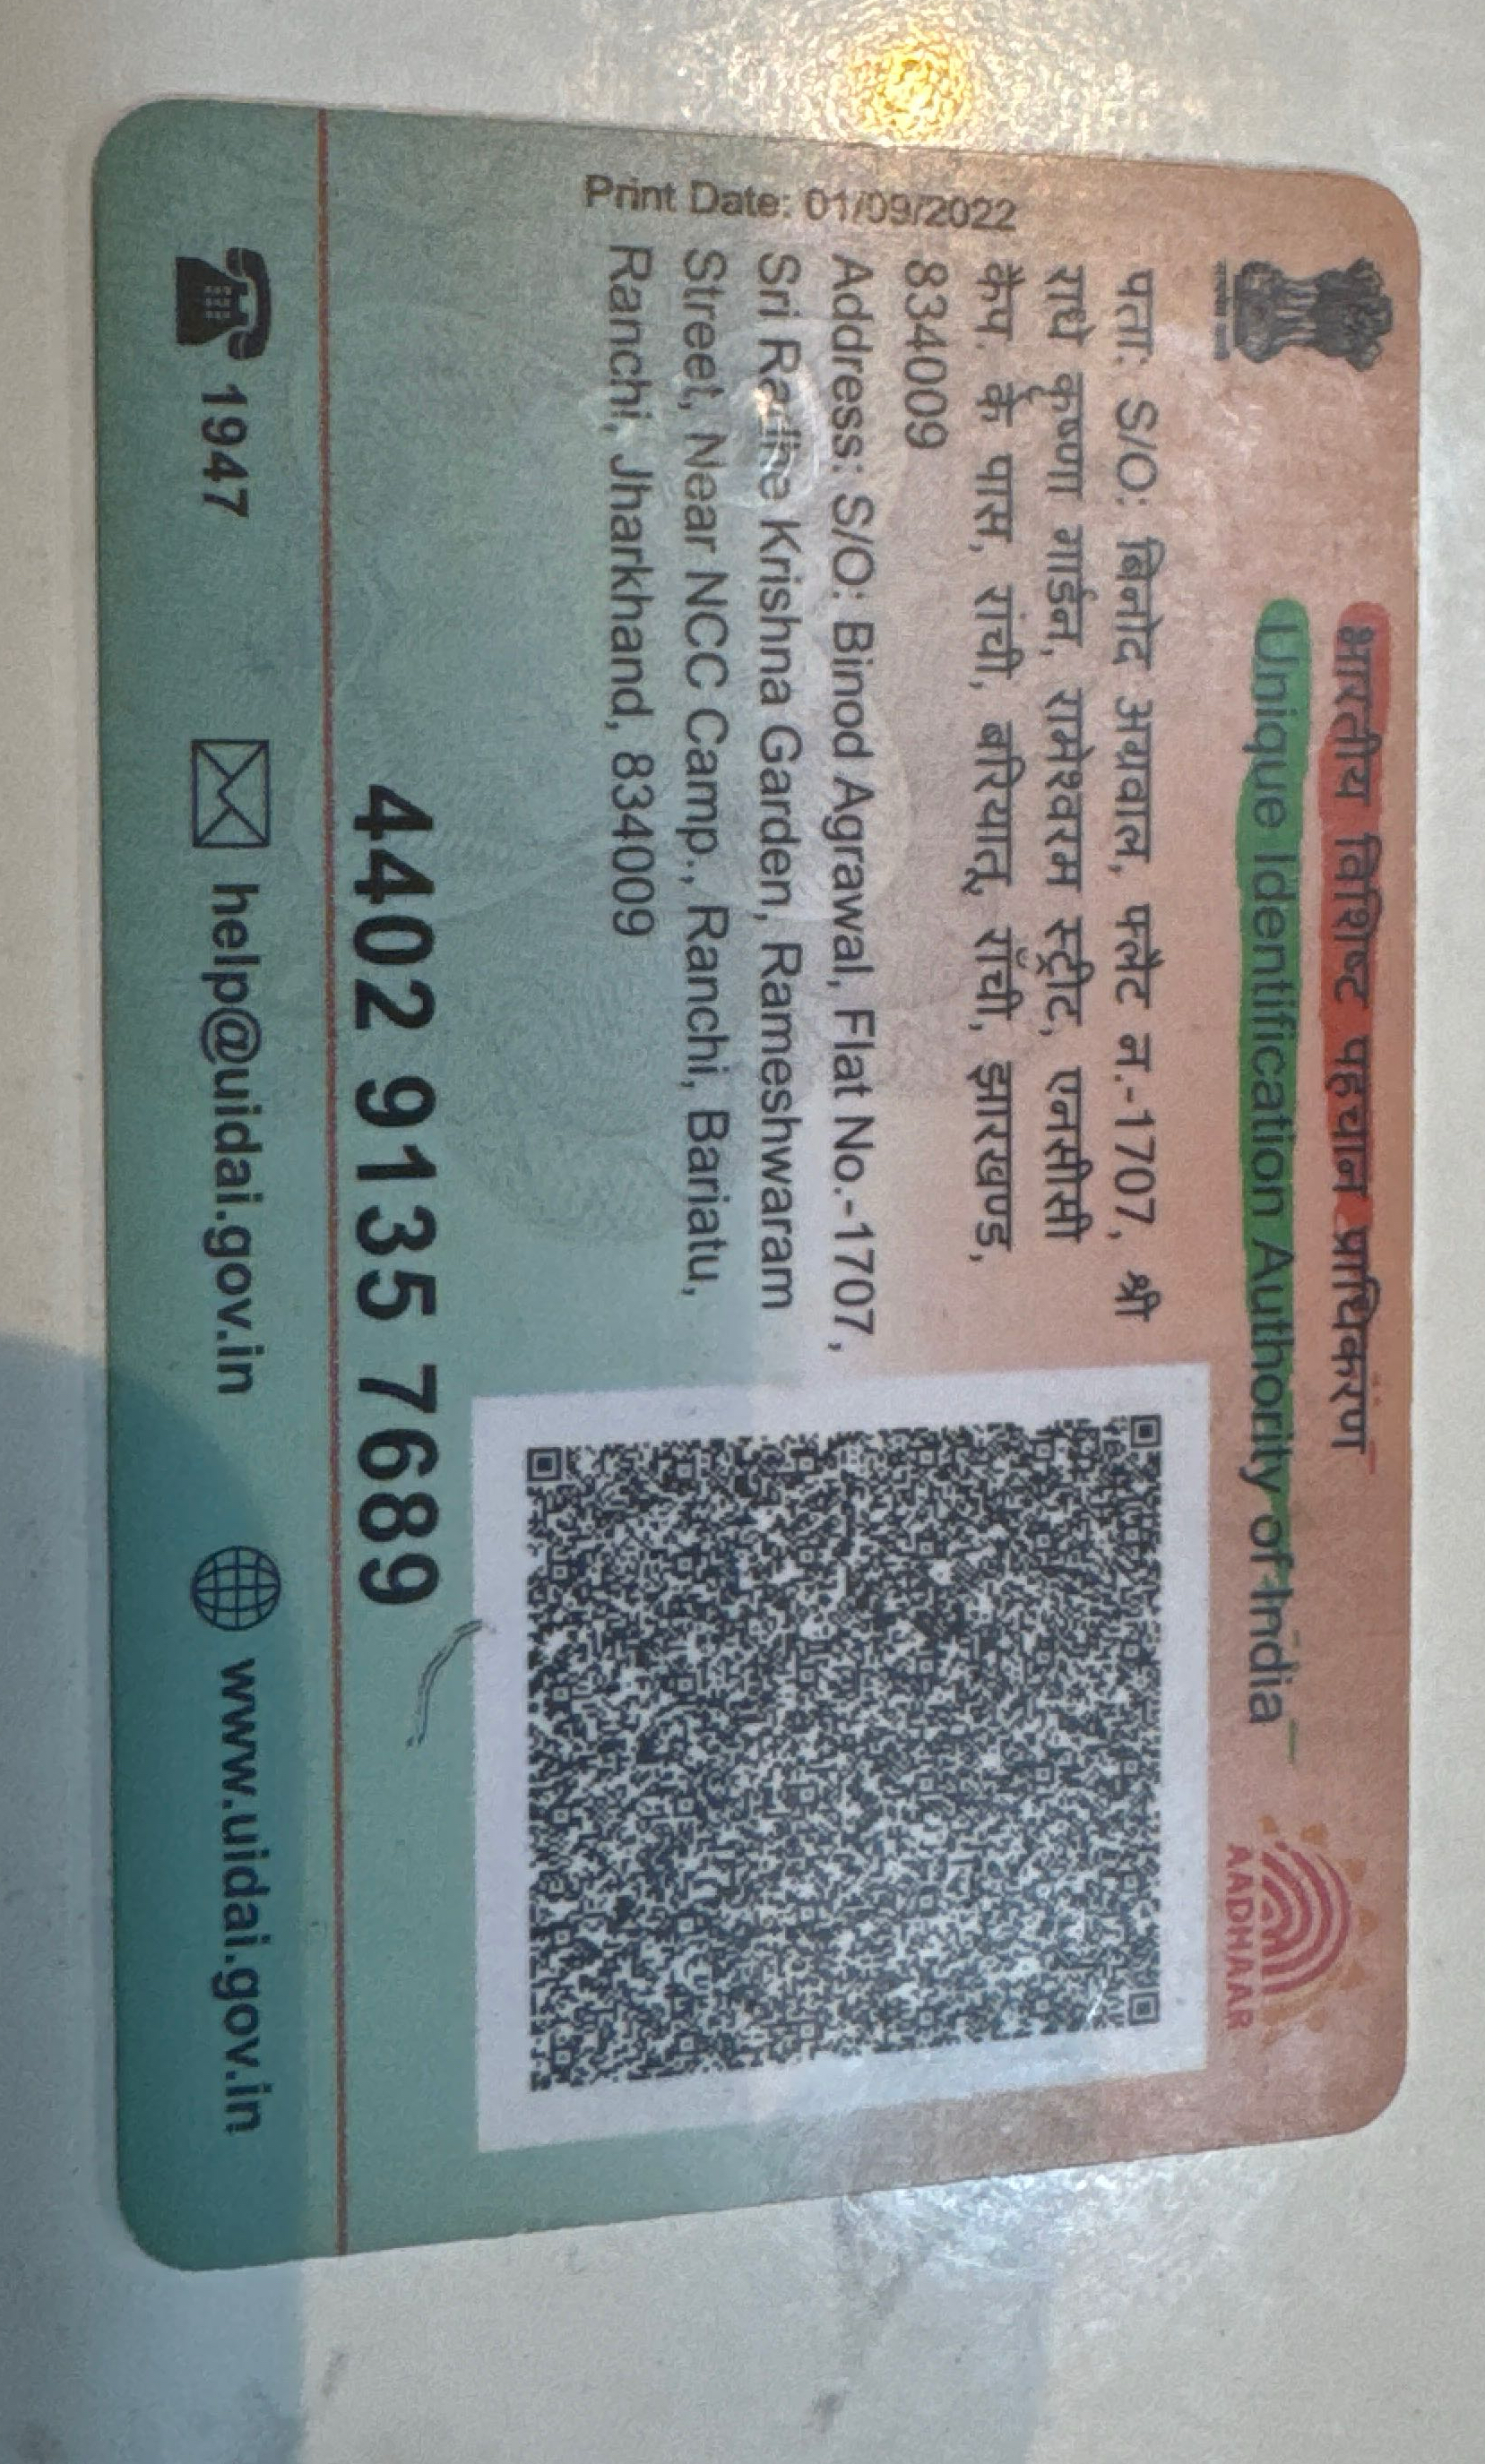 भारतीय विशिष्ट पहचान प्राधिकरण
Unique Identification Authority of India
AADHAAR
पता: S/O: बिनोद अग्रवाल, फ्लैट न.-1707, श्री
राधे कृष्णा गार्डन, रामेश्वरम स्ट्रीट, एनसीसी
कैंप. के पास, रांची, बरियातू, राँची, झारखण्ड,
834009
Address: S/O: Binod Agrawal, Flat No.-1707,
Sri Radhe Krishna Garden, Rameshwaram
Street, Near NCC Camp., Ranchi, Bariatu,
Ranchi, Jharkhand, 834009
Print Date: 01/09/2022
4402 9135 7689
1947
help@uidai.gov.in
www.uidai.gov.in